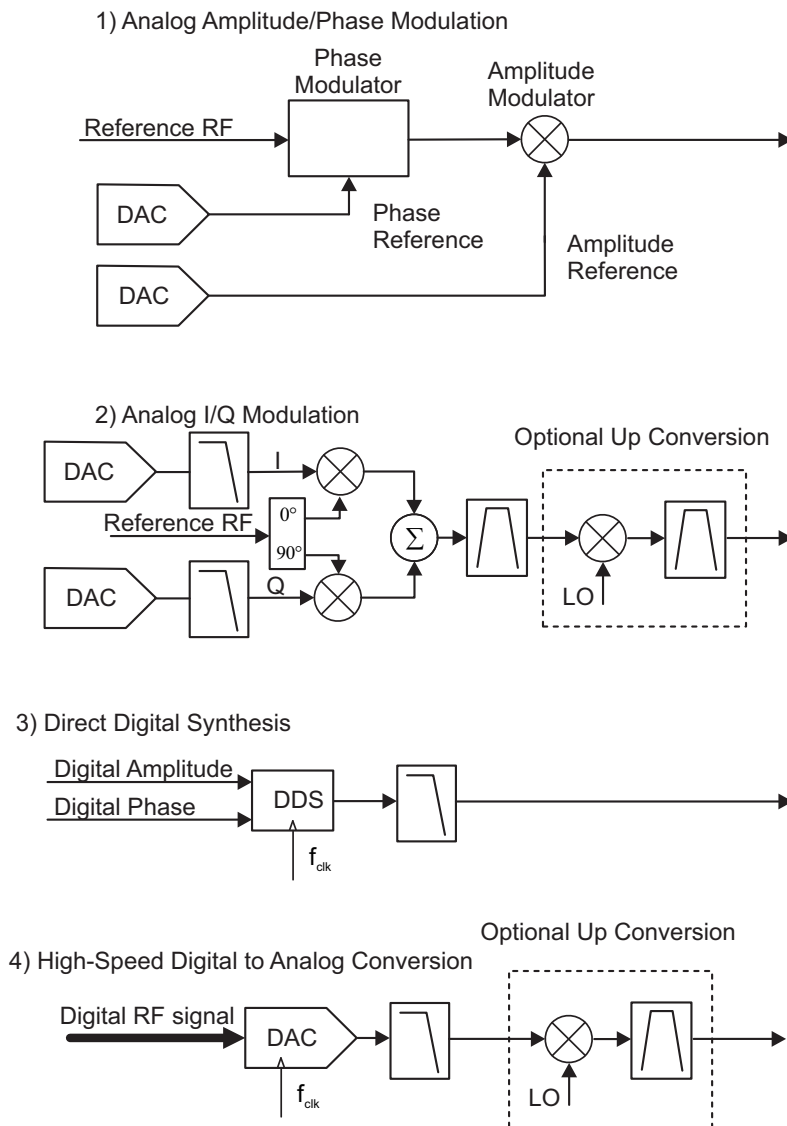 1) Analog Amplitude/Phase Modulation
Phase
Modulator
Amplitude
Modulator
Reference RF
DAC
Phase
Reference
Amplitude
Reference
DAC
2) Analog I/Q Modulation
Optional Up Conversion
DAC
I
Reference RF
0°
90°
Σ
DAC
Q
LO
3) Direct Digital Synthesis
Digital Amplitude
Digital Phase
DDS
fclk
Optional Up Conversion
4) High-Speed Digital to Analog Conversion
Digital RF signal
DAC
fclk
LO